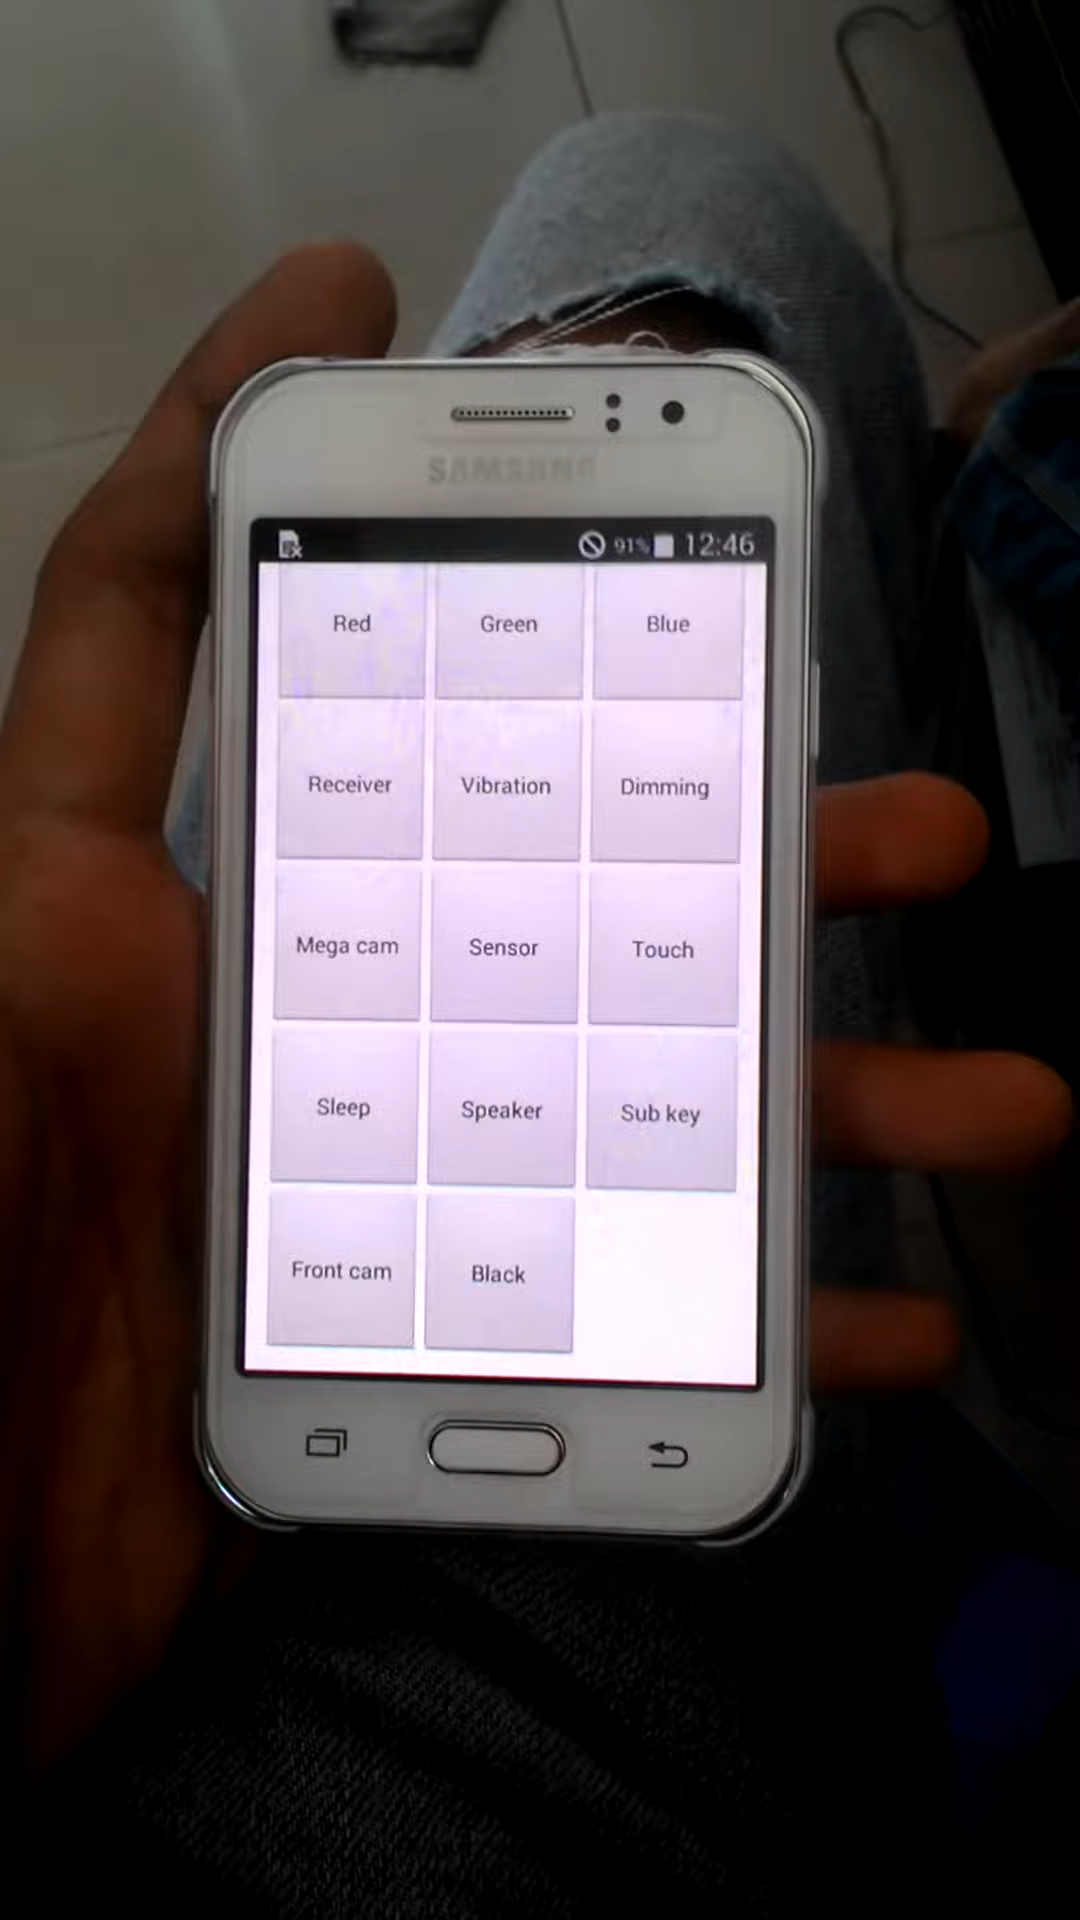 SAMSUNG
91% 12:46
Red Green Blue
Receiver Vibration Dimming
Mega cam Sensor Touch
Sleep Speaker Sub key
Front cam Black